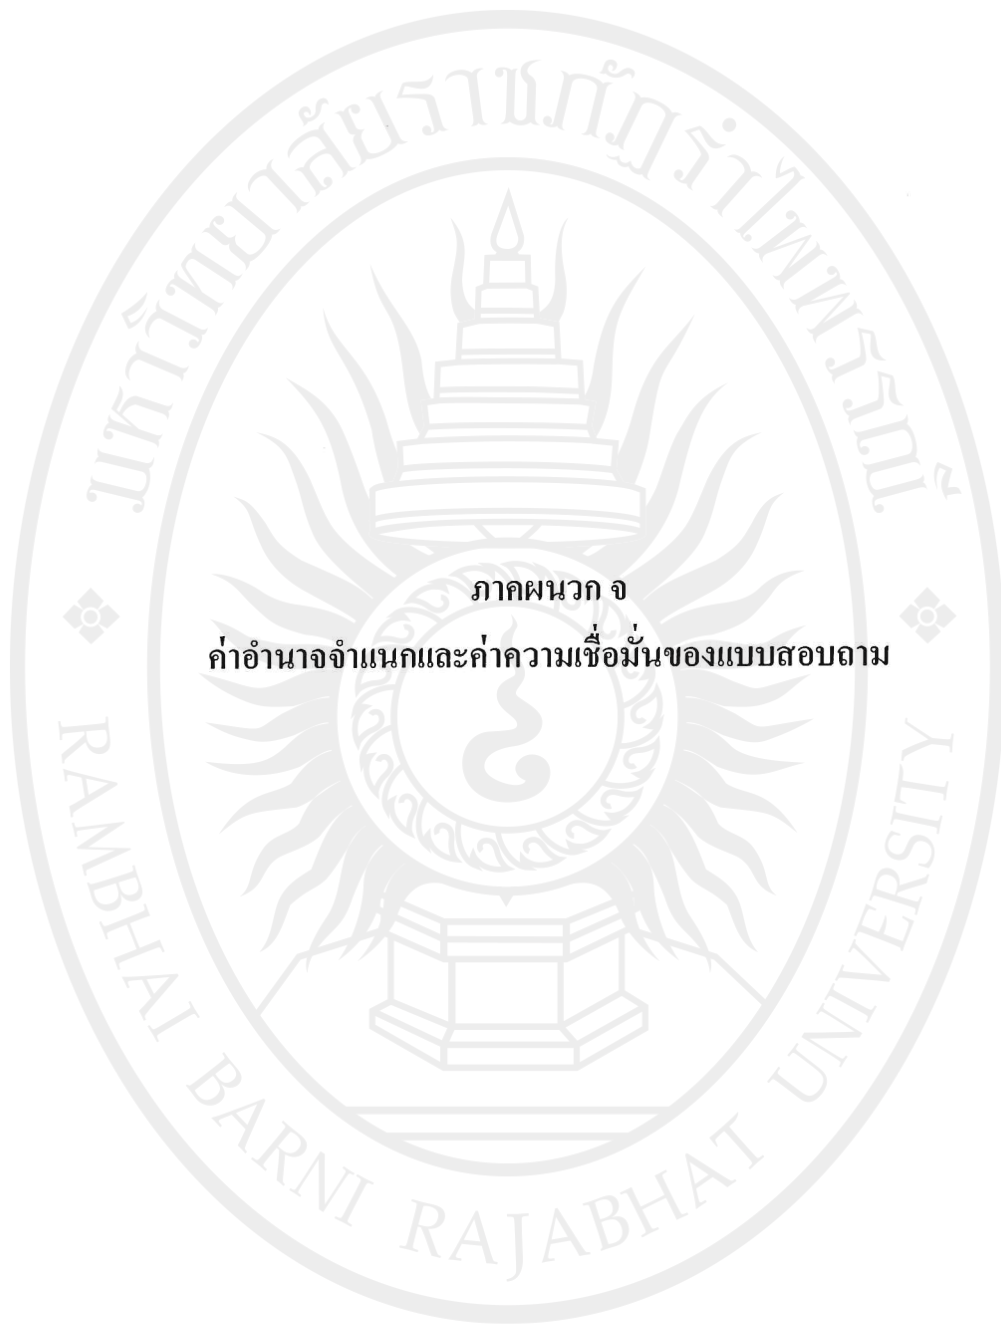 มหาวิทยาลัยราชภัฏรำไพพรรณี
ภาคผนวก จ
ค่าอำนาจจำแนกและค่าความเชื่อมั่นของแบบสอบถาม
RAMBHAI BARNI RAJABHAT UNIVERSITY